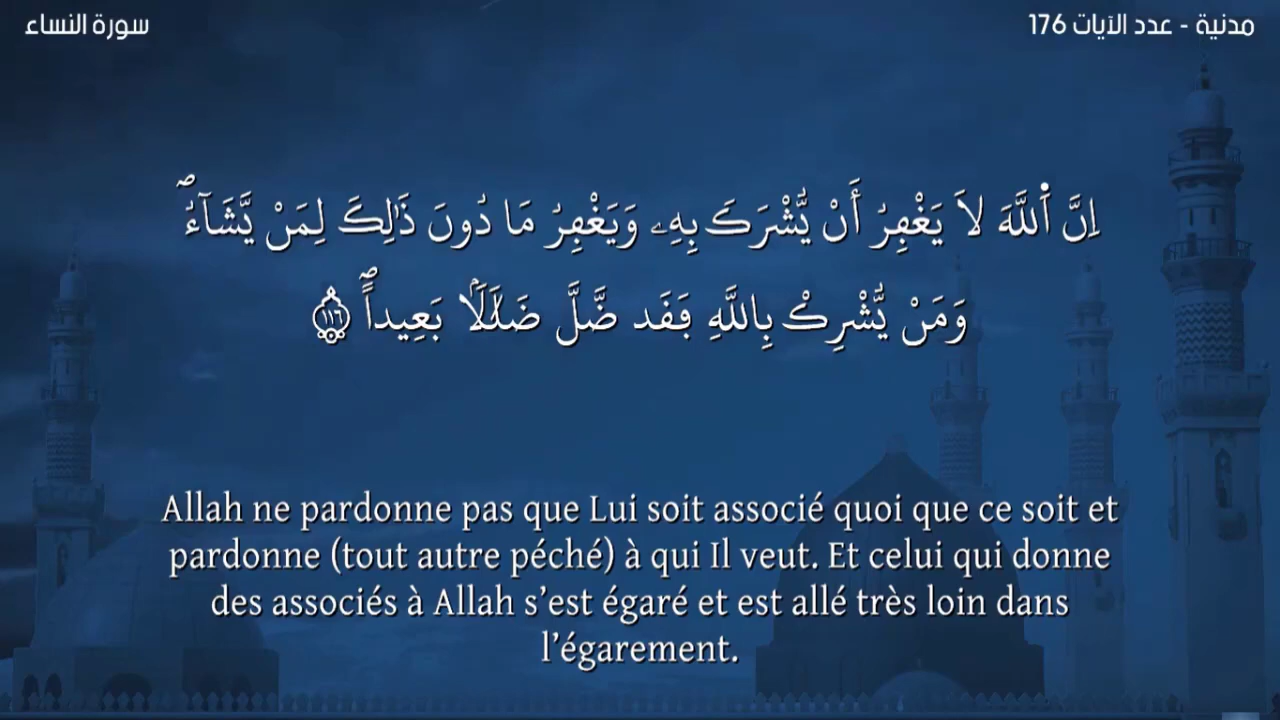 سورة النساء
مدنية - عدد الآيات 176
اِنَّ اَ۬للَّهَ لَا يَغْفِرُ أَنْ يُّشْرَكَ بِهِۦ وَيَغْفِرُ مَا دُونَ ذَٰلِكَ لِمَنْ يَّشَآءُۖ
وَمَنْ يُّشْرِكْ بِاللَّهِ فَقَد ضَّلَّ ضَلَٰلَاۢ بَعِيداًۖ ١١٦
Allah ne pardonne pas que Lui soit associé quoi que ce soit et
pardonne (tout autre péché) à qui Il veut. Et celui qui donne
des associés à Allah s’est égaré et est allé très loin dans
l’égarement.